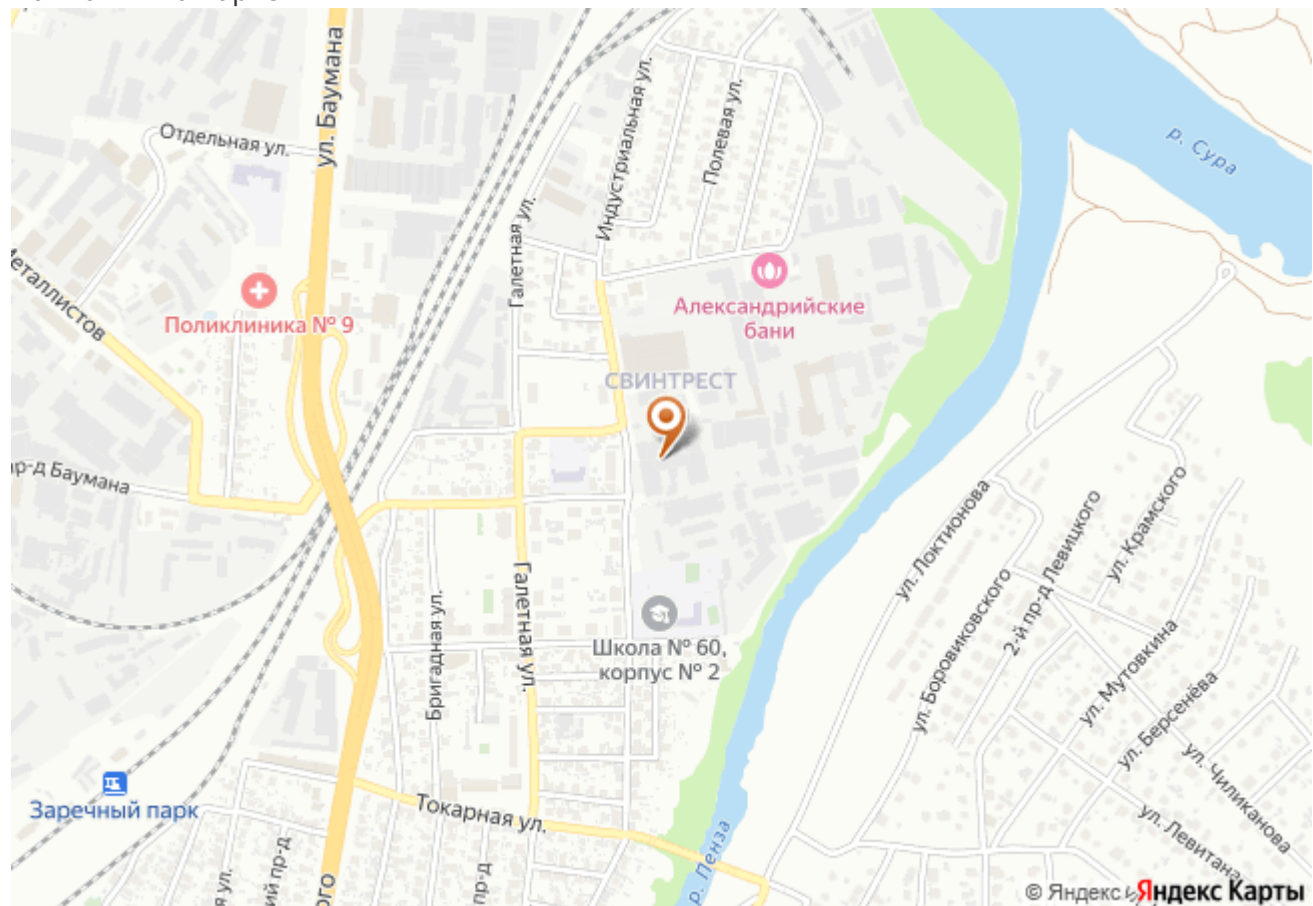 ул. Баумана
Отдельная ул.
Индустриальная ул.
Полевая ул.
р. Сура
Галетная ул.
Александрийские
бани
Поликлиника № 9
СВИНТРЕСТ
пр-д Баумана
ул. Локтионова
2-й пр-д Левицкого
ул. Крамского
ул. Боровиковского
Галетная ул.
Бригадная ул.
Школа № 60,
корпус № 2
ул. Мутовкина
ул. Берсенёва
ул. Чиликанова
ул. Левитана
Заречный парк
Токарная ул.
р. Пенза
пр-д
© Яндекс
Яндекс Карты